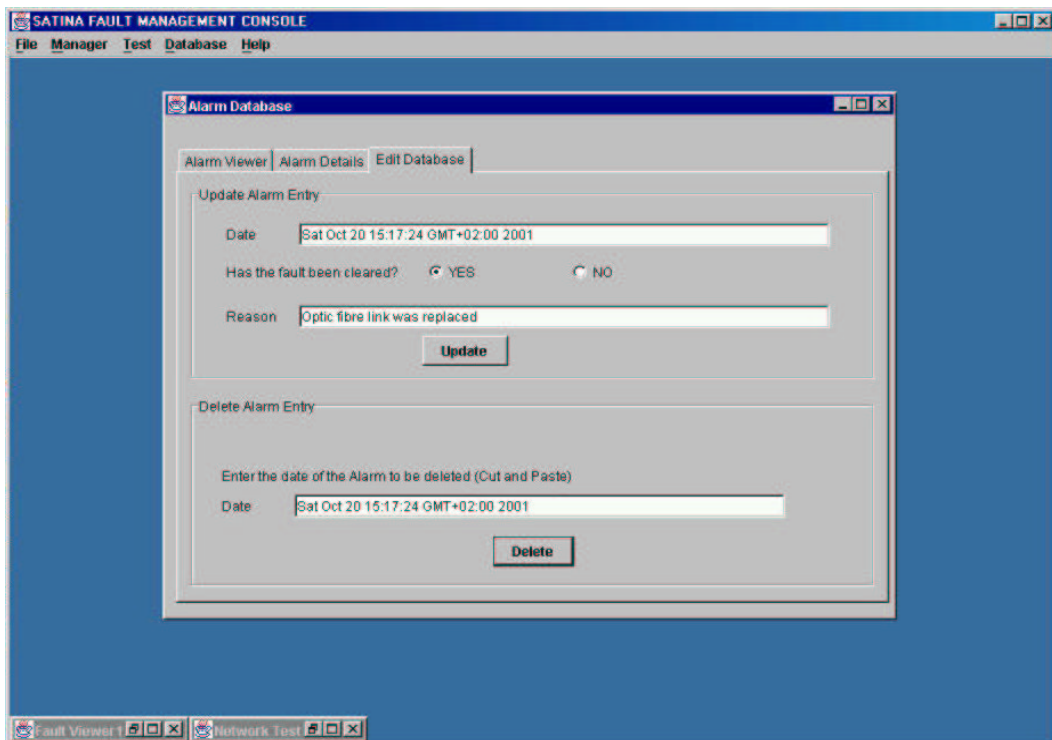 SATINA FAULT MANAGEMENT CONSOLE
File Manager Test Database Help
Alarm Database
Alarm Viewer Alarm Details Edit Database
Update Alarm Entry
Date Sat Oct 20 15:17:24 GMT+02:00 2001
Has the fault been cleared? YES NO
Reason Optic fibre link was replaced
Update
Delete Alarm Entry
Enter the date of the Alarm to be deleted (Cut and Paste)
Date Sat Oct 20 15:17:24 GMT+02:00 2001
Delete
Fault Viewer 1 Network Test